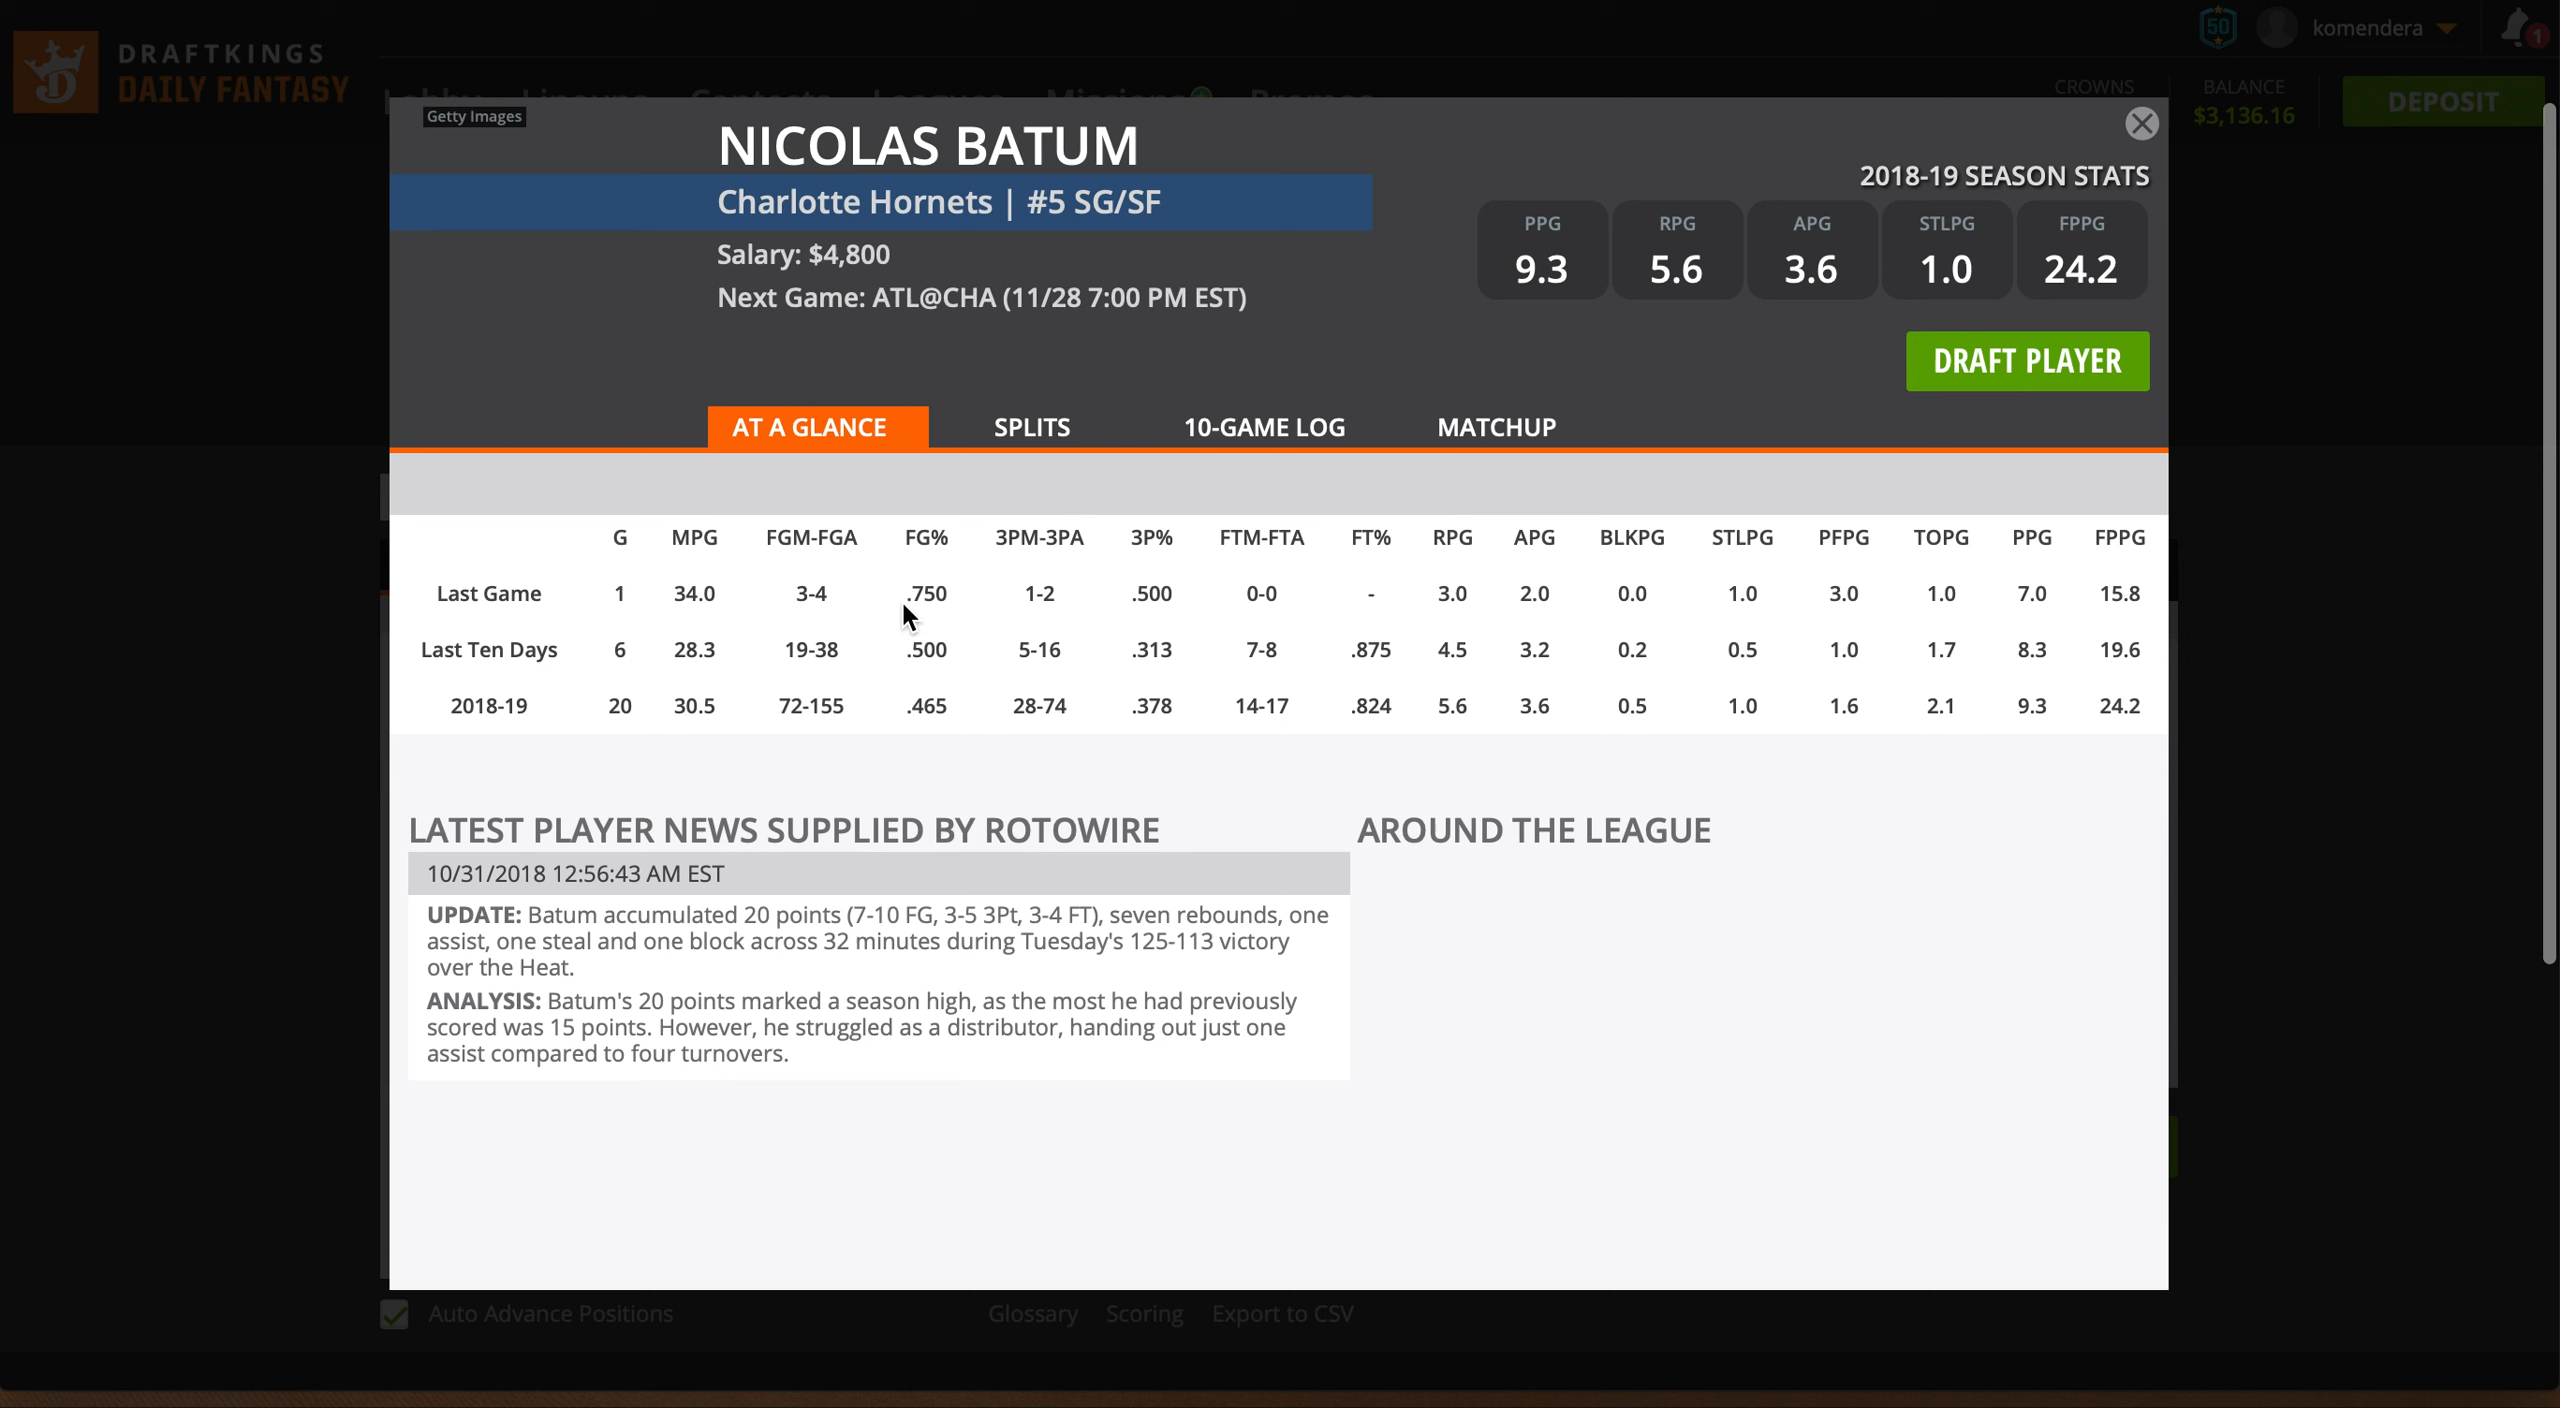 DRAFTKINGS
DAILY FANTASY
50
komendera
1
Lobby Lineups Contests Leagues Missions Promos
CROWNS
BALANCE
$3,136.16
DEPOSIT
Getty Images
NICOLAS BATUM
Charlotte Hornets | #5 SG/SF
Salary: $4,800
Next Game: ATL@CHA (11/28 7:00 PM EST)
2018-19 SEASON STATS
PPG RPG APG STLPG FPPG
9.3 5.6 3.6 1.0 24.2
DRAFT PLAYER
AT A GLANCE SPLITS 10-GAME LOG MATCHUP
G MPG FGM-FGA FG% 3PM-3PA 3P% FTM-FTA FT% RPG APG BLKPG STLPG PFPG TOPG PPG FPPG
Last Game 1 34.0 3-4 .750 1-2 .500 0-0 - 3.0 2.0 0.0 1.0 3.0 1.0 7.0 15.8
Last Ten Days 6 28.3 19-38 .500 5-16 .313 7-8 .875 4.5 3.2 0.2 0.5 1.0 1.7 8.3 19.6
2018-19 20 30.5 72-155 .465 28-74 .378 14-17 .824 5.6 3.6 0.5 1.0 1.6 2.1 9.3 24.2
LATEST PLAYER NEWS SUPPLIED BY ROTOWIRE
10/31/2018 12:56:43 AM EST
UPDATE: Batum accumulated 20 points (7-10 FG, 3-5 3Pt, 3-4 FT), seven rebounds, one
assist, one steal and one block across 32 minutes during Tuesday's 125-113 victory
over the Heat.
ANALYSIS: Batum's 20 points marked a season high, as the most he had previously
scored was 15 points. However, he struggled as a distributor, handing out just one
assist compared to four turnovers.
AROUND THE LEAGUE
Auto Advance Positions
Glossary Scoring Export to CSV